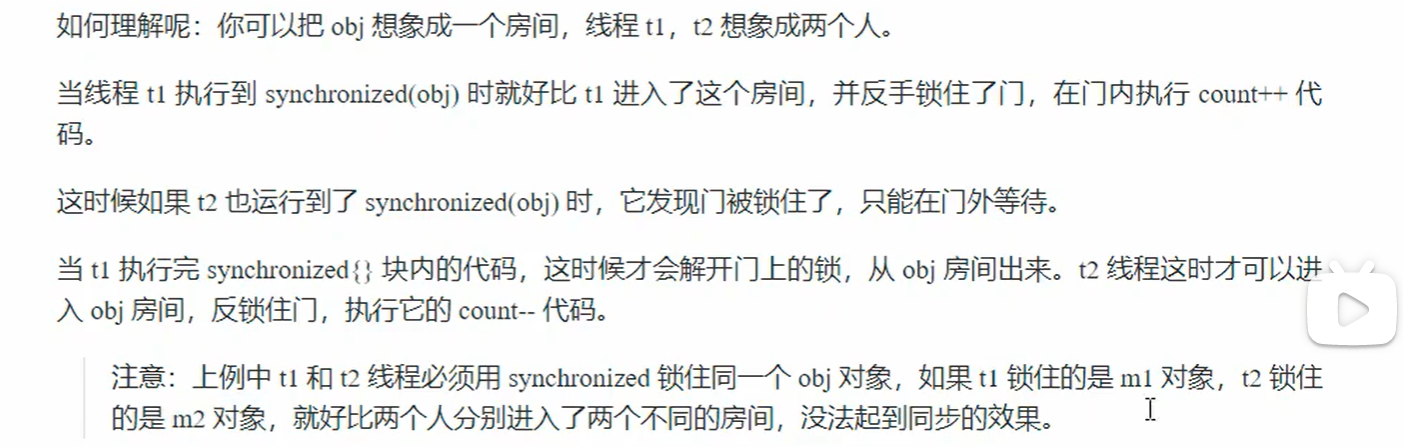 如何理解呢：你可以把 obj 想象成一个房间，线程 t1，t2 想象成两个人。
当线程 t1 执行到 synchronized(obj) 时就好比 t1 进入了这个房间，并反手锁住了门，在门内执行 count++ 代
码。
这时候如果 t2 也运行到了 synchronized(obj) 时，它发现门被锁住了，只能在门外等待。
当 t1 执行完 synchronized{} 块内的代码，这时候才会解开门上的锁，从 obj 房间出来。t2 线程这时才可以进
入 obj 房间，反锁住门，执行它的 count-- 代码。
注意：上例中 t1 和 t2 线程必须用 synchronized 锁住同一个 obj 对象，如果 t1 锁住的是 m1 对象，t2 锁住
的是 m2 对象，就好比两个人分别进入了两个不同的房间，没法起到同步的效果。